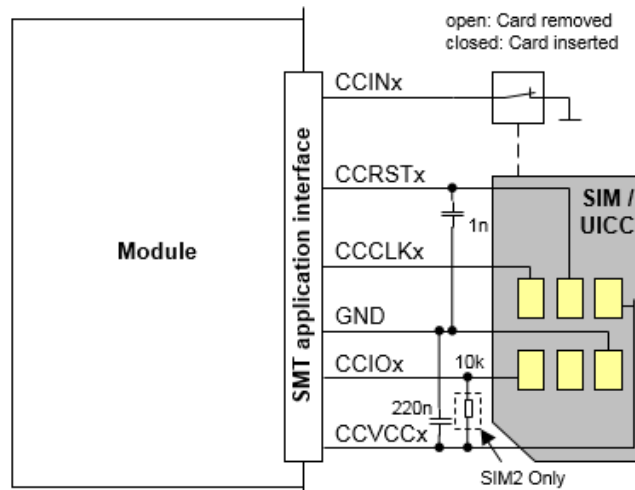 open: Card removed
closed: Card inserted
CCINx
CCRSTx
SIM /
UICC
1n
Module
SMT application interface
CCCLKx
GND
CCIOx
10k
220n
CCVCCx
SIM2 Only